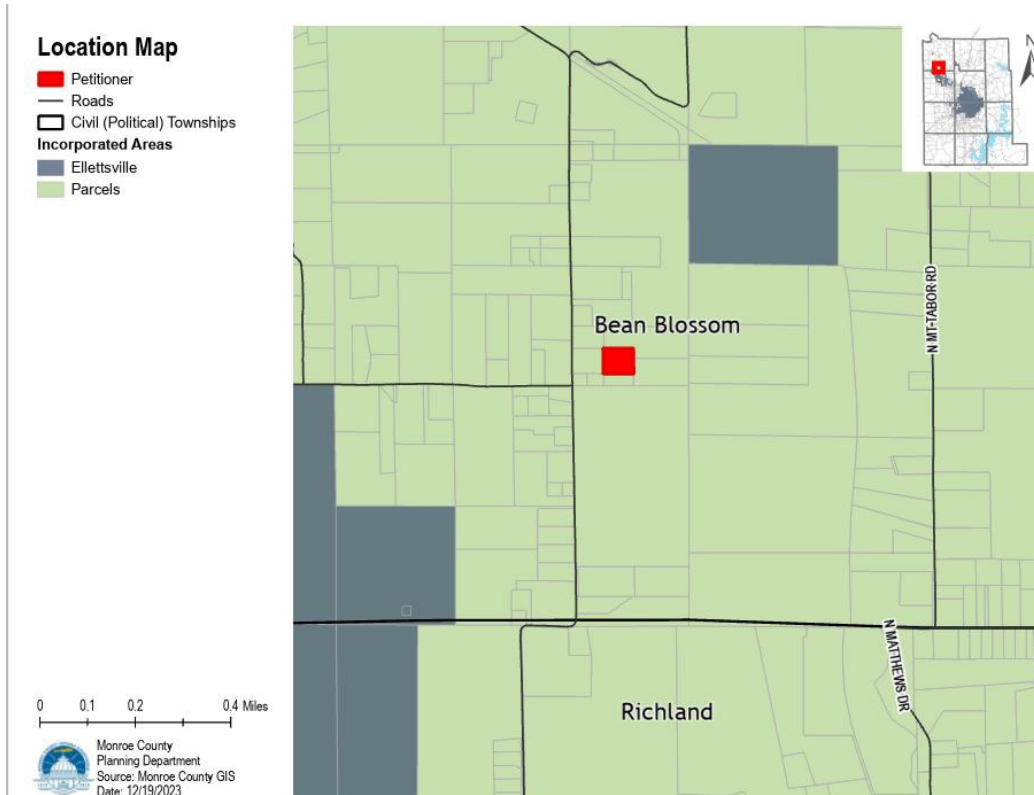 Location Map
Petitioner
Roads
Civil (Political) Townships
Incorporated Areas
Ellettsville
Parcels
N
N MT-TABOR-RD
Bean Blossom
N MATTHEWS DR
Richland
0 0.1 0.2 0.4 Miles
Monroe County
Planning Department
Source: Monroe County GIS
Date: 12/19/2023